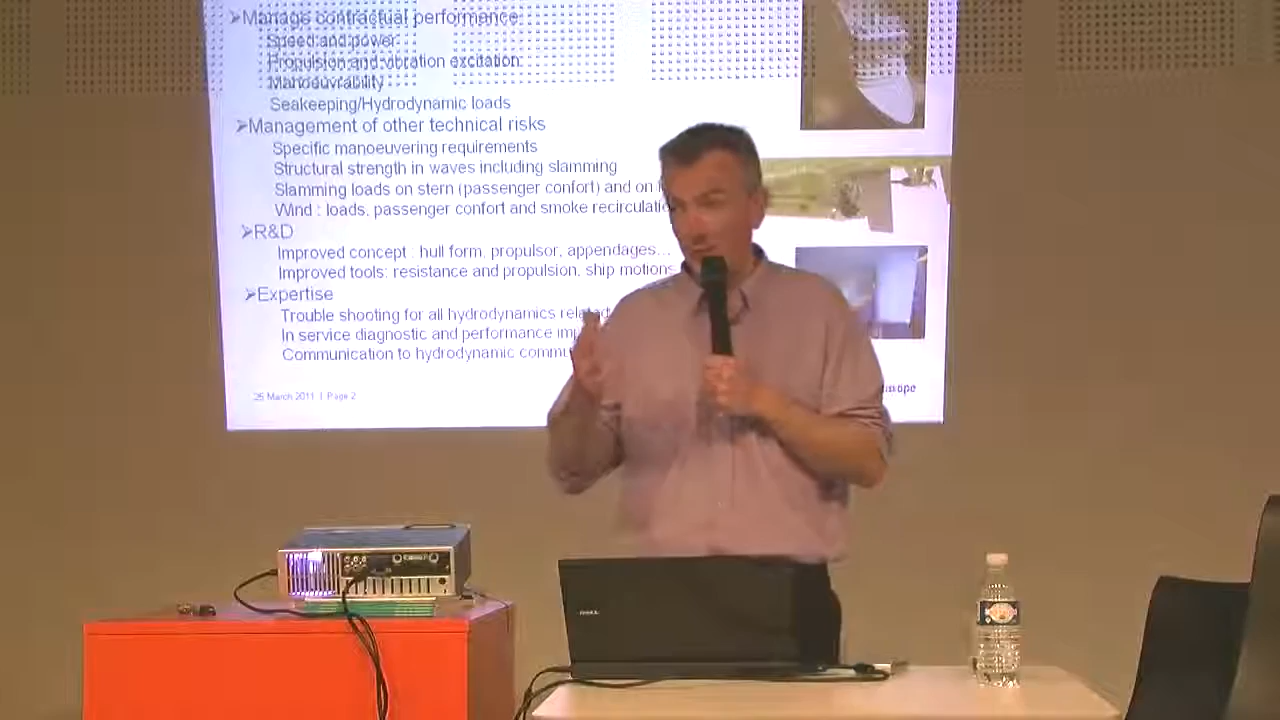 ➢Manage contractual performance
Speed and power
Propulsion and vibration excitation
Manoeuvrability
Seakeeping/Hydrodynamic loads
➢Management of other technical risks
Specific manoeuvering requirements
Structural strength in waves including slamming
Slamming loads on stern (passenger confort) and on
Wind : loads, passenger confort and smoke recirculatio
➢R&D
Improved concept : hull form, propulsor, appendages...
Improved tools: resistance and propulsion, ship motions
➢Expertise
Trouble shooting for all hydrodynamics related
In service diagnostic and performance im
Communication to hydrodynamic commu
25 March 2011 | Page 2